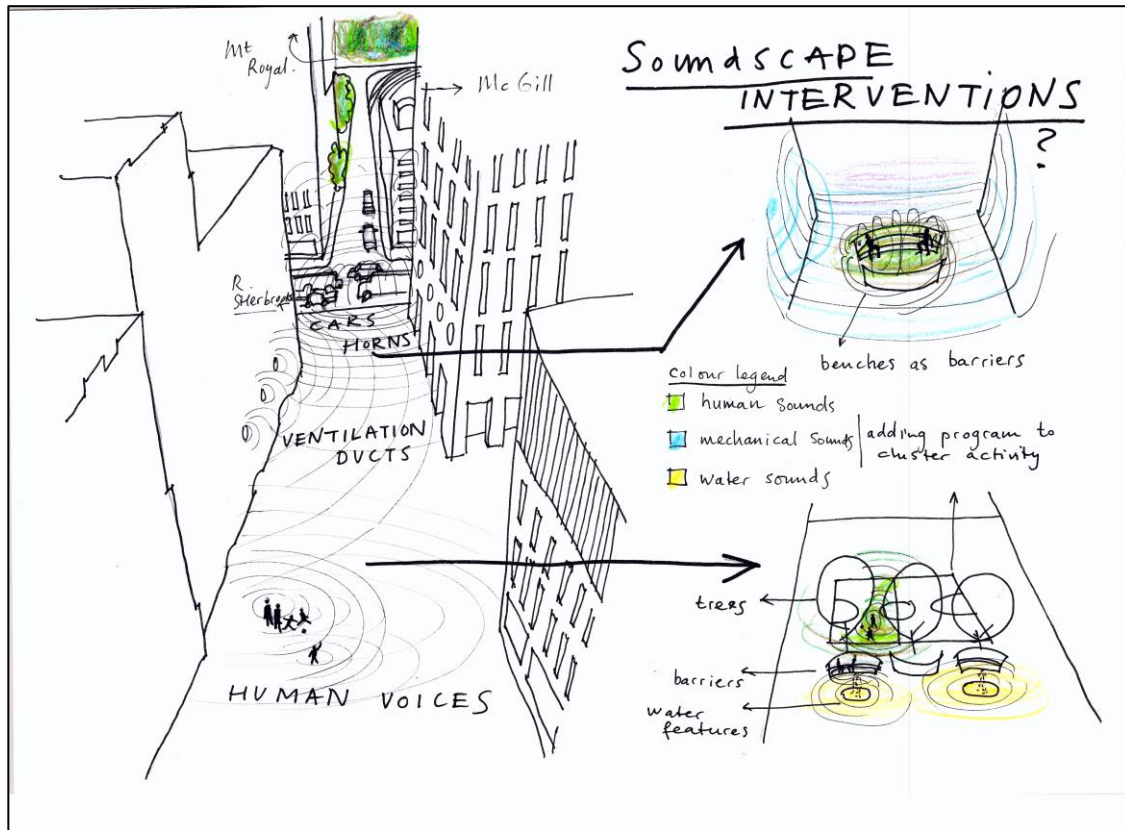 Mt
Royal.
McGill
R.
Sherbrooke
CARS
HORNS
VENTILATION
DUCTS
HUMAN VOICES
SoundSCAPE
INTERVENTIONS
?
benches as barriers
colour legend
human sounds
mechanical sounds
water sounds
adding program to
cluster activity
trees
barriers
water
features